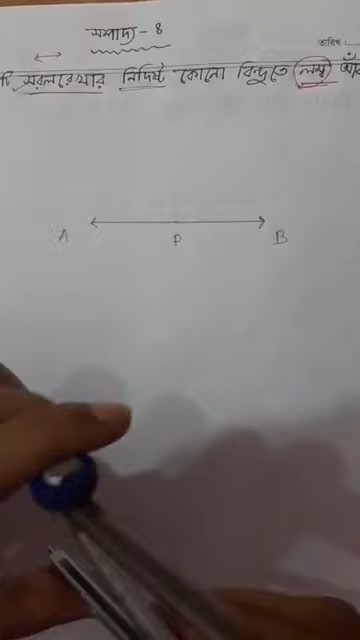 সম্পাদ্য - ৪
তারিখ :....
সরলরেখার নির্দিষ্ট কোনো বিন্দুতে লম্ব
A P B